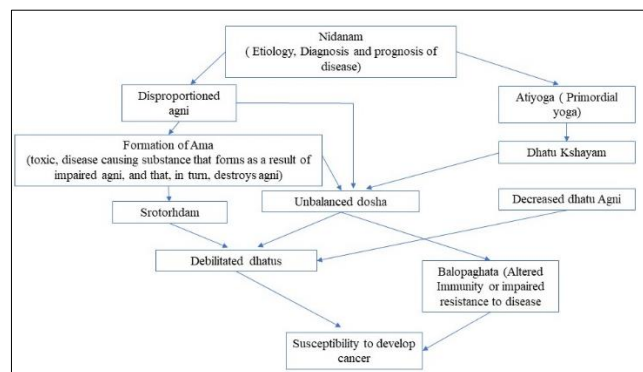 Nidanam
( Etiology, Diagnosis and prognosis of
disease)
Disproportioned
agni
Atiyoga ( Primordial
yoga)
Formation of Ama
(toxic, disease causing substance that forms as a result of
impaired agni, and that, in turn, destroys agni)
Dhatu Kshayam
Srotorhdam
Unbalanced dosha
Decreased dhatu Agni
Debilitated dhatus
Balopaghata (Altered
Immunity or impaired
resistance to disease
Susceptibility to develop
cancer